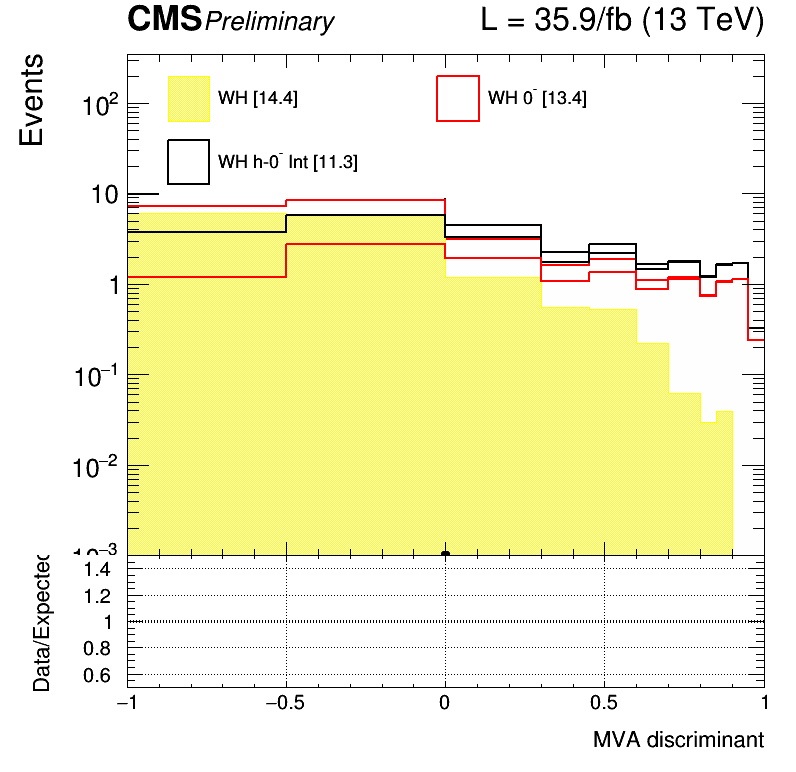 CMS Preliminary L = 35.9/fb (13 TeV)
Events
WH [14.4]
WH 0⁻ [13.4]
WH h-0⁻ Int [11.3]
10²
10
1
10⁻¹
10⁻²
Data/Expected
1.4
1.2
1
0.8
0.6
−1 −0.5 0 0.5 1
MVA discriminant